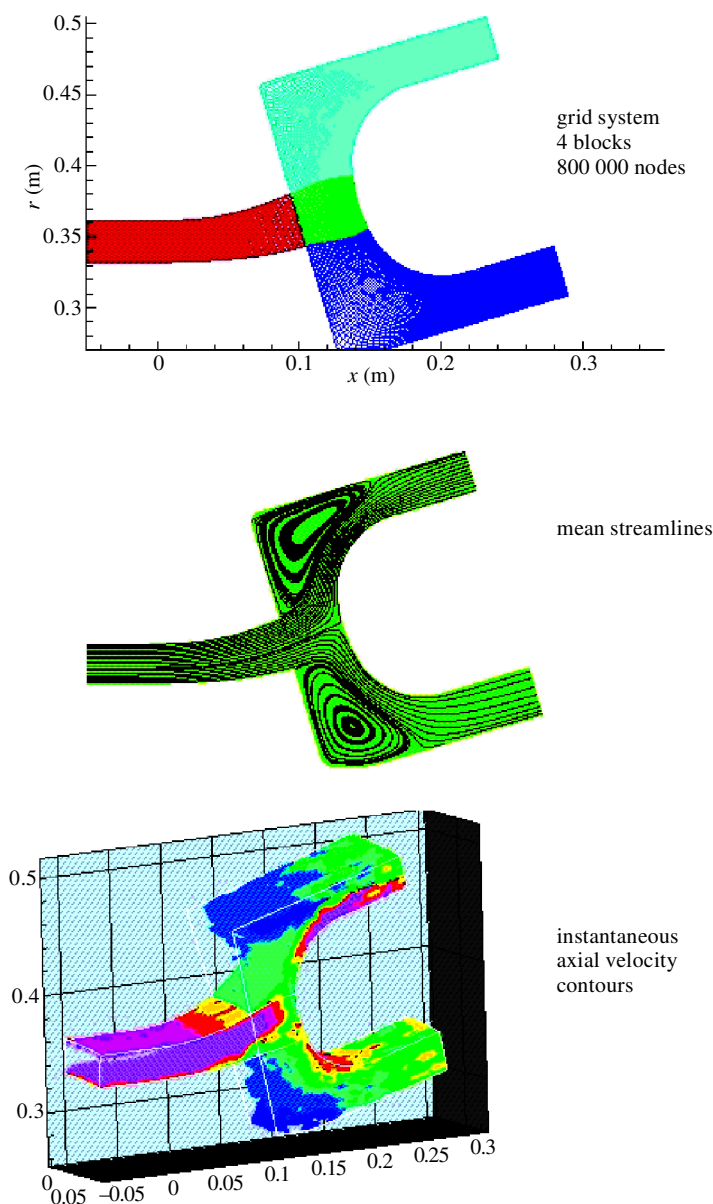 0.5
0.45
0.4
0.35
0.3
r (m)
0
0.1
0.2
0.3
x (m)
grid system
4 blocks
800 000 nodes
mean streamlines
0.5
0.4
0.3
0
0.05
−0.05
0
0.1
0.15
0.2
0.25
0.3
instantaneous
axial velocity
contours